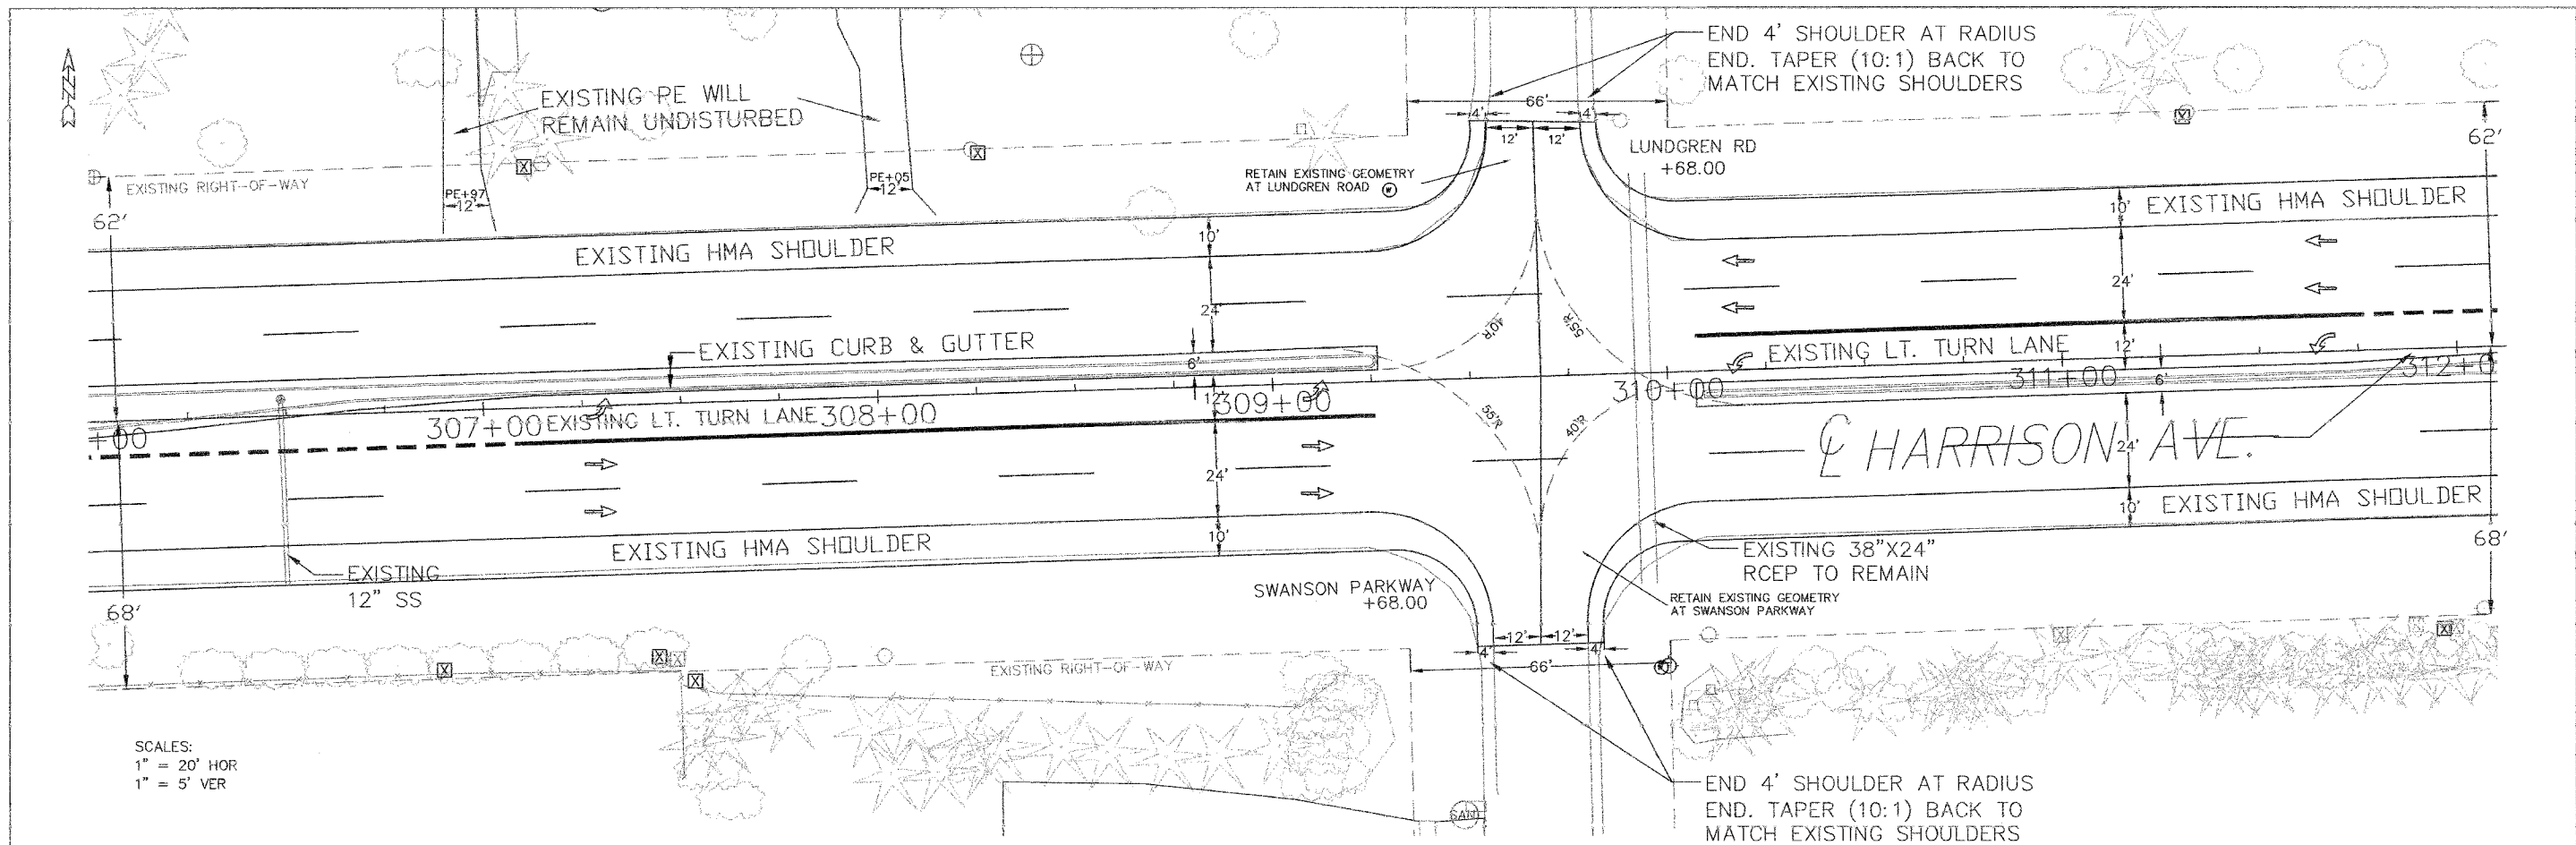 END 4' SHOULDER AT RADIUS
END. TAPER (10:1) BACK TO
MATCH EXISTING SHOULDERS
EXISTING PE WILL
REMAIN UNDISTURBED
66'
4'
4'
12'
12'
62'
LUNDGREN RD
+68.00
RETAIN EXISTING GEOMETRY
AT LUNDGREN ROAD
EXISTING RIGHT-OF-WAY
PE+97
12'
PE+05
12'
62'
10'
EXISTING HMA SHOULDER
10'
EXISTING HMA SHOULDER
24'
24'
40'R
55'R
EXISTING CURB & GUTTER
6'
EXISTING LT. TURN LANE
12'
312+0
311+00
6'
310+00
12'
309+00
+00
307+00
EXISTING LT. TURN LANE
308+00
55'R
40'R
℄ HARRISON AVE.
24'
24'
10'
EXISTING HMA SHOULDER
10'
EXISTING HMA SHOULDER
68'
EXISTING 38"X24"
RCEP TO REMAIN
EXISTING
12" SS
68'
SWANSON PARKWAY
+68.00
RETAIN EXISTING GEOMETRY
AT SWANSON PARKWAY
12'
12'
4'
4'
66'
EXISTING RIGHT-OF-WAY
SCALES:
1" = 20' HOR
1" = 5' VER
SAN
END 4' SHOULDER AT RADIUS
END. TAPER (10:1) BACK TO
MATCH EXISTING SHOULDERS